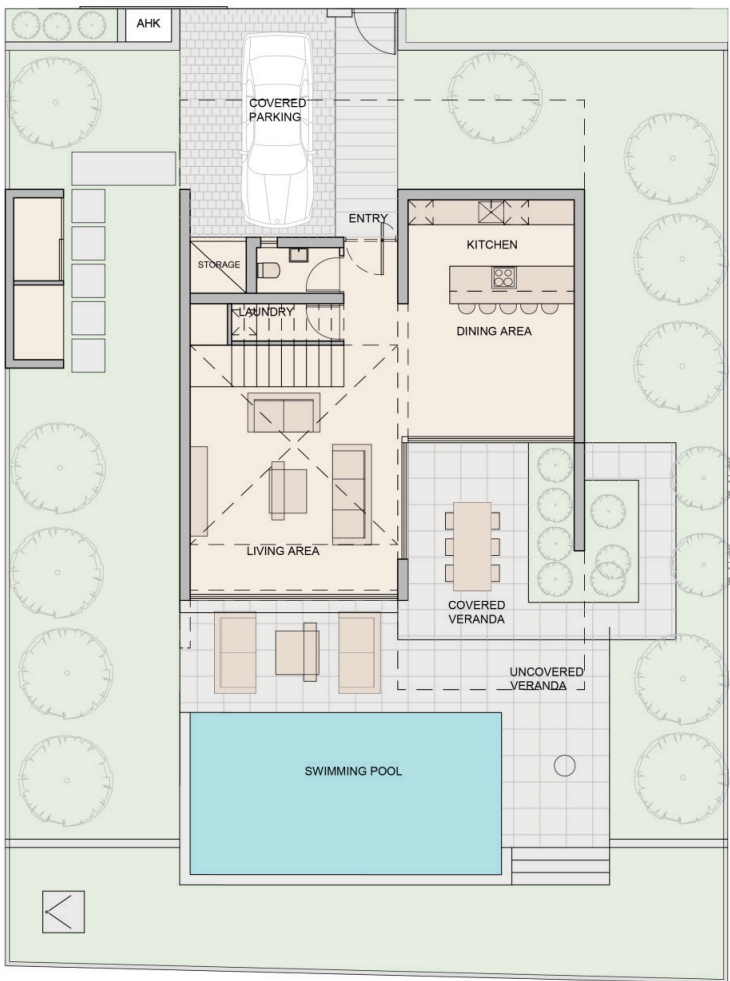 AHK
COVERED
PARKING
ENTRY
KITCHEN
STORAGE
LAUNDRY
DINING AREA
LIVING AREA
COVERED
VERANDA
UNCOVERED
VERANDA
SWIMMING POOL